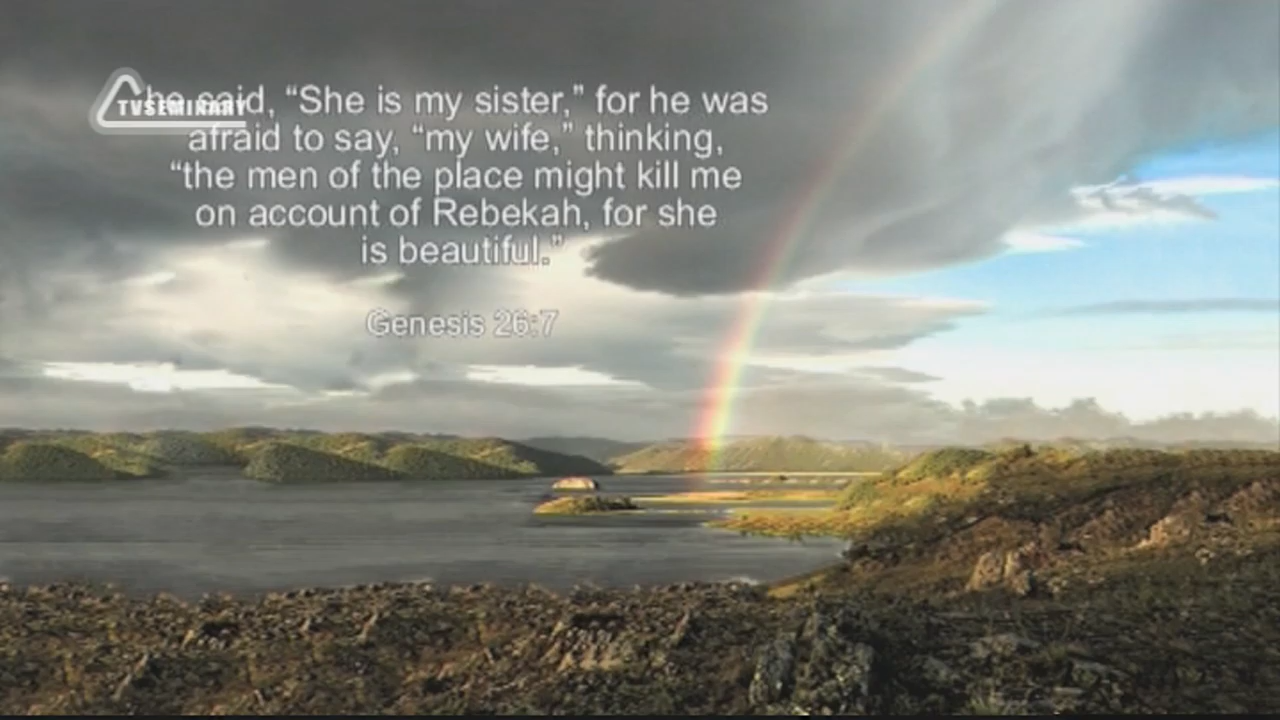 TVSEMINARY
he said, “She is my sister,” for he was
afraid to say, “my wife,” thinking,
“the men of the place might kill me
on account of Rebekah, for she
is beautiful.”
Genesis 26:7